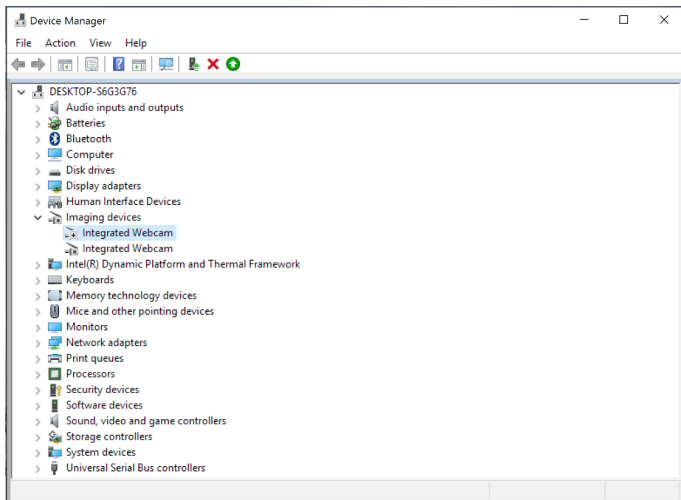 Device Manager
File Action View Help
DESKTOP-S6G3G76
Audio inputs and outputs
Batteries
Bluetooth
Computer
Disk drives
Display adapters
Human Interface Devices
Imaging devices
Integrated Webcam
Integrated Webcam
Intel(R) Dynamic Platform and Thermal Framework
Keyboards
Memory technology devices
Mice and other pointing devices
Monitors
Network adapters
Print queues
Processors
Security devices
Software devices
Sound, video and game controllers
Storage controllers
System devices
Universal Serial Bus controllers